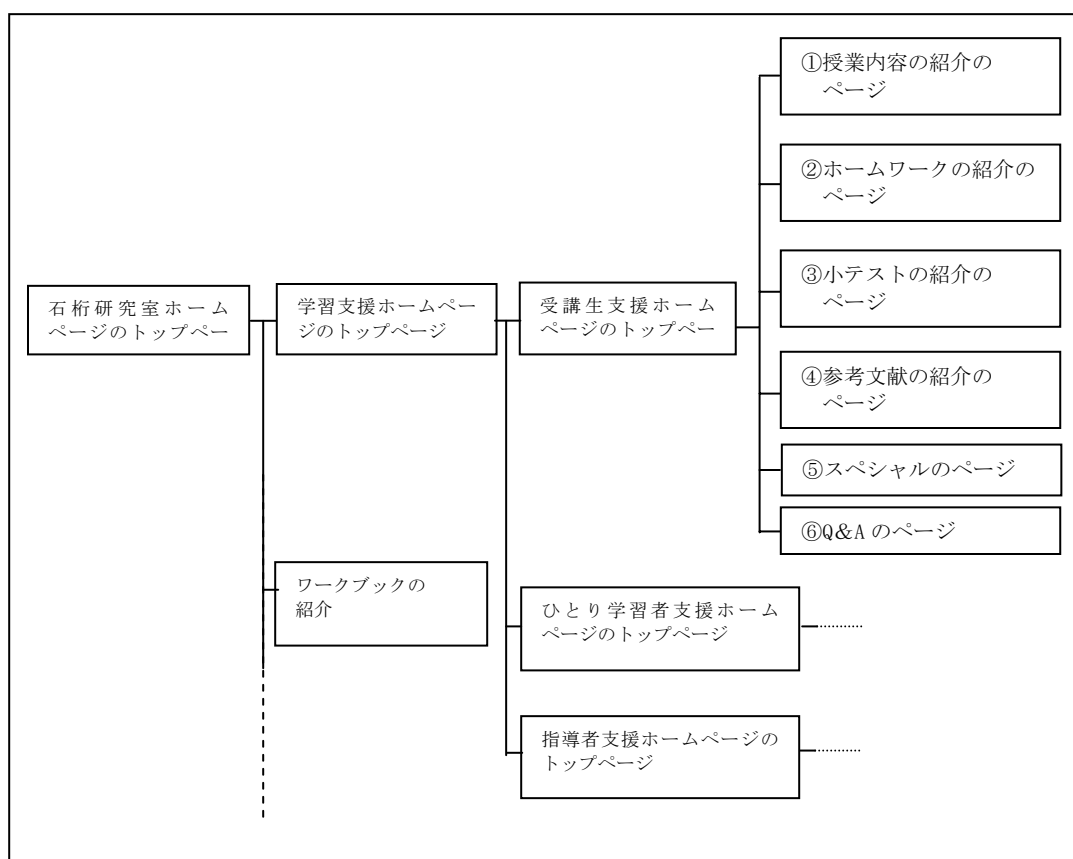 ①授業内容の紹介の
ページ
②ホームワークの紹介の
ページ
③小テストの紹介の
ページ
石桁研究室ホーム
ページのトップペー
学習支援ホームペー
ジのトップページ
受講生支援ホーム
ページのトップペー
④参考文献の紹介の
ページ
⑤スペシャルのページ
⑥Q&Aのページ
ワークブックの
紹介
ひとり学習者支援ホーム
ページのトップページ
指導者支援ホームページの
トップページ